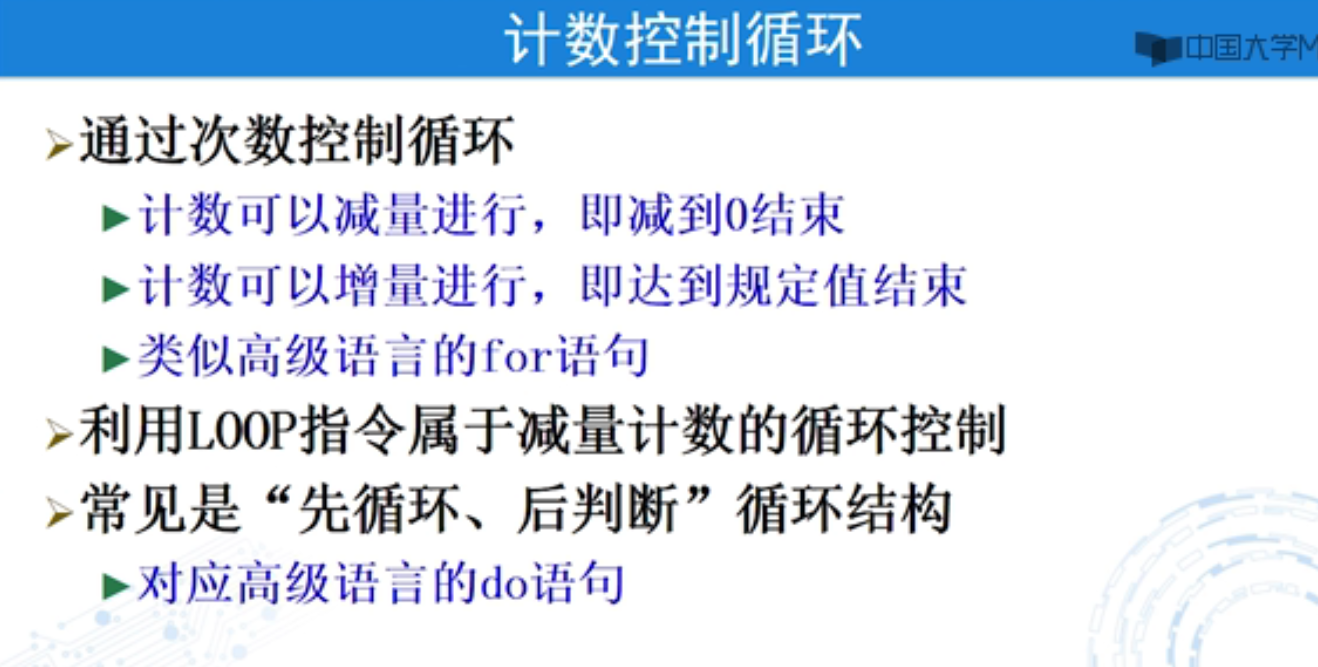 计数控制循环
中国大学M
通过次数控制循环
计数可以减量进行，即减到0结束
计数可以增量进行，即达到规定值结束
类似高级语言的for语句
利用LOOP指令属于减量计数的循环控制
常见是“先循环、后判断”循环结构
对应高级语言的do语句